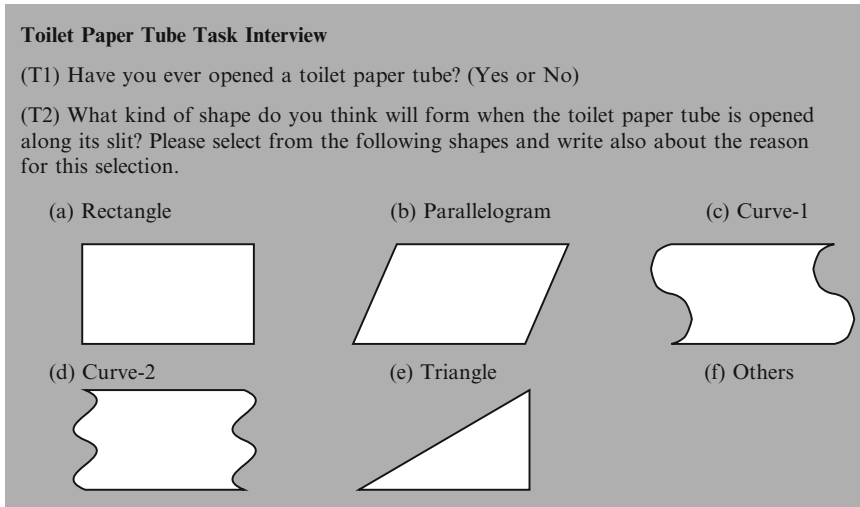 Toilet Paper Tube Task Interview
(T1) Have you ever opened a toilet paper tube? (Yes or No)
(T2) What kind of shape do you think will form when the toilet paper tube is opened
along its slit? Please select from the following shapes and write also about the reason
for this selection.
(a) Rectangle (b) Parallelogram (c) Curve-1
(d) Curve-2 (e) Triangle (f) Others